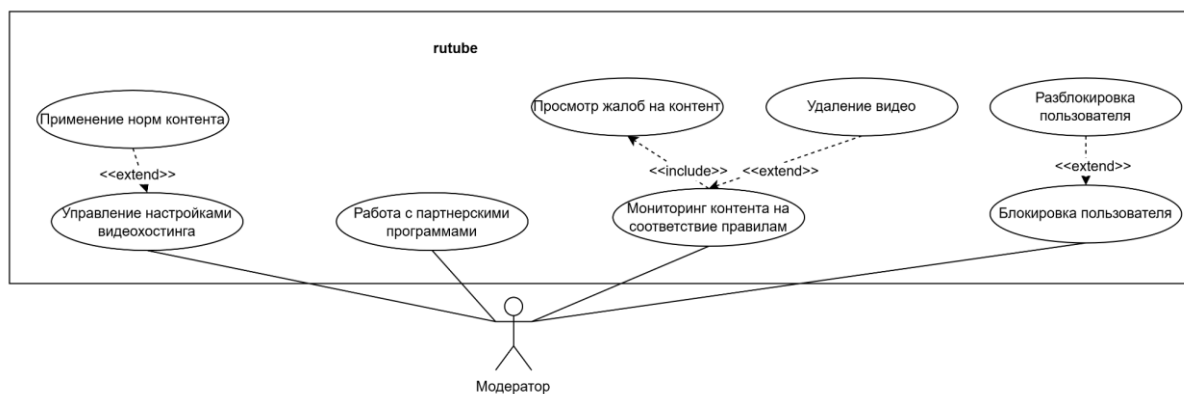 rutube
Просмотр жалоб на контент
Удаление видео
Разблокировка
пользователя
Применение норм контента
<<extend>>
<<include>>
<<extend>>
<<extend>>
Управление настройками
видеохостинга
Работа с партнерскими
программами
Мониторинг контента на
соответствие правилам
Блокировка пользователя
Модератор